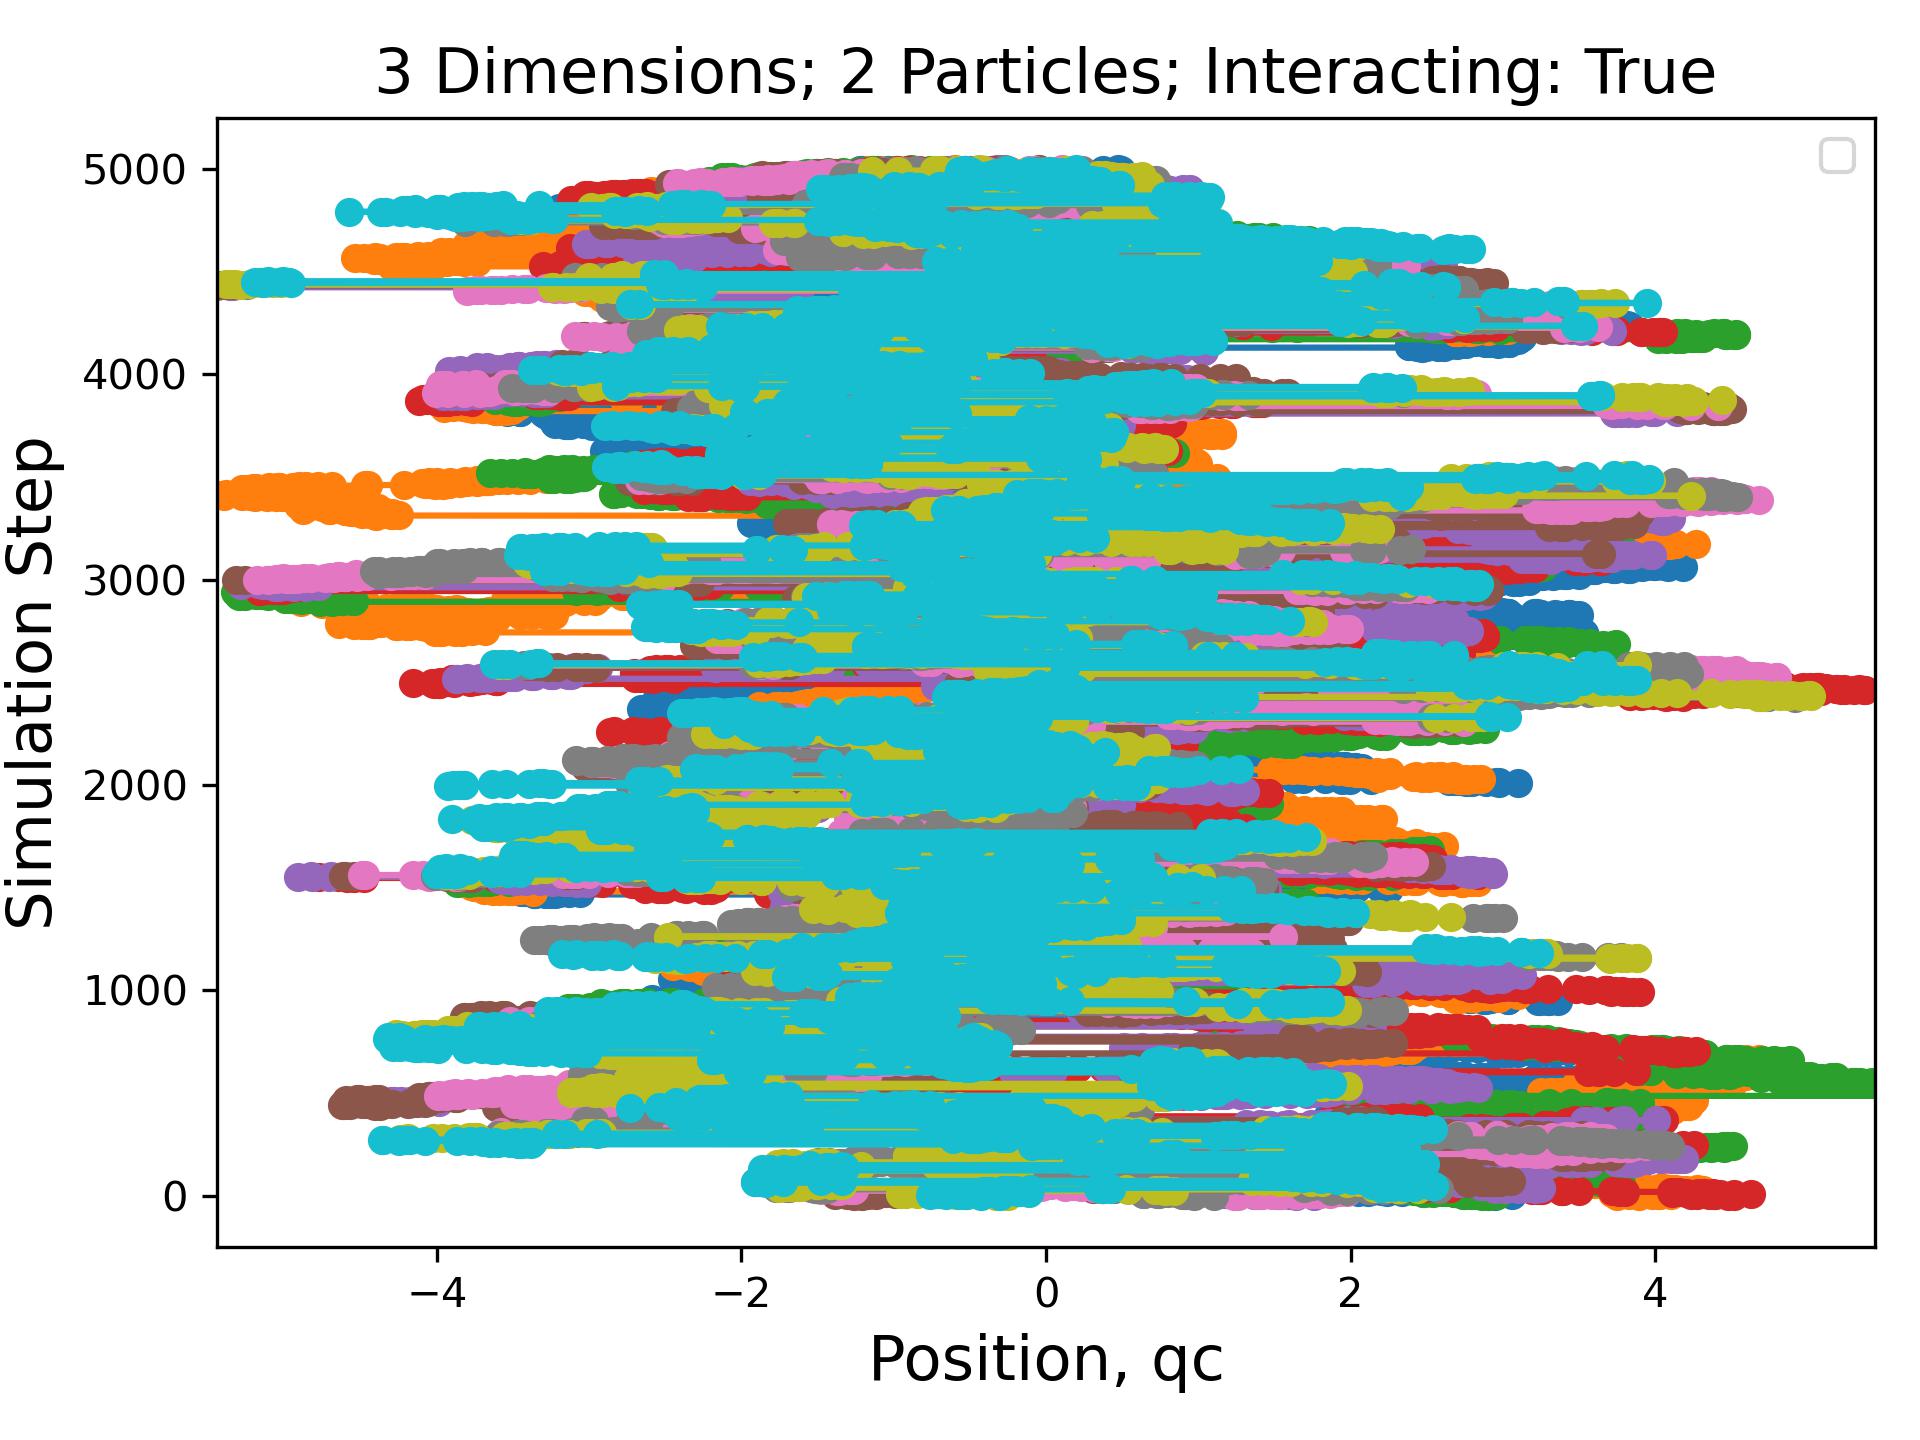 3 Dimensions; 2 Particles; Interacting: True
Simulation Step
5000
4000
3000
2000
1000
0
−4 −2 0 2 4
Position, qc